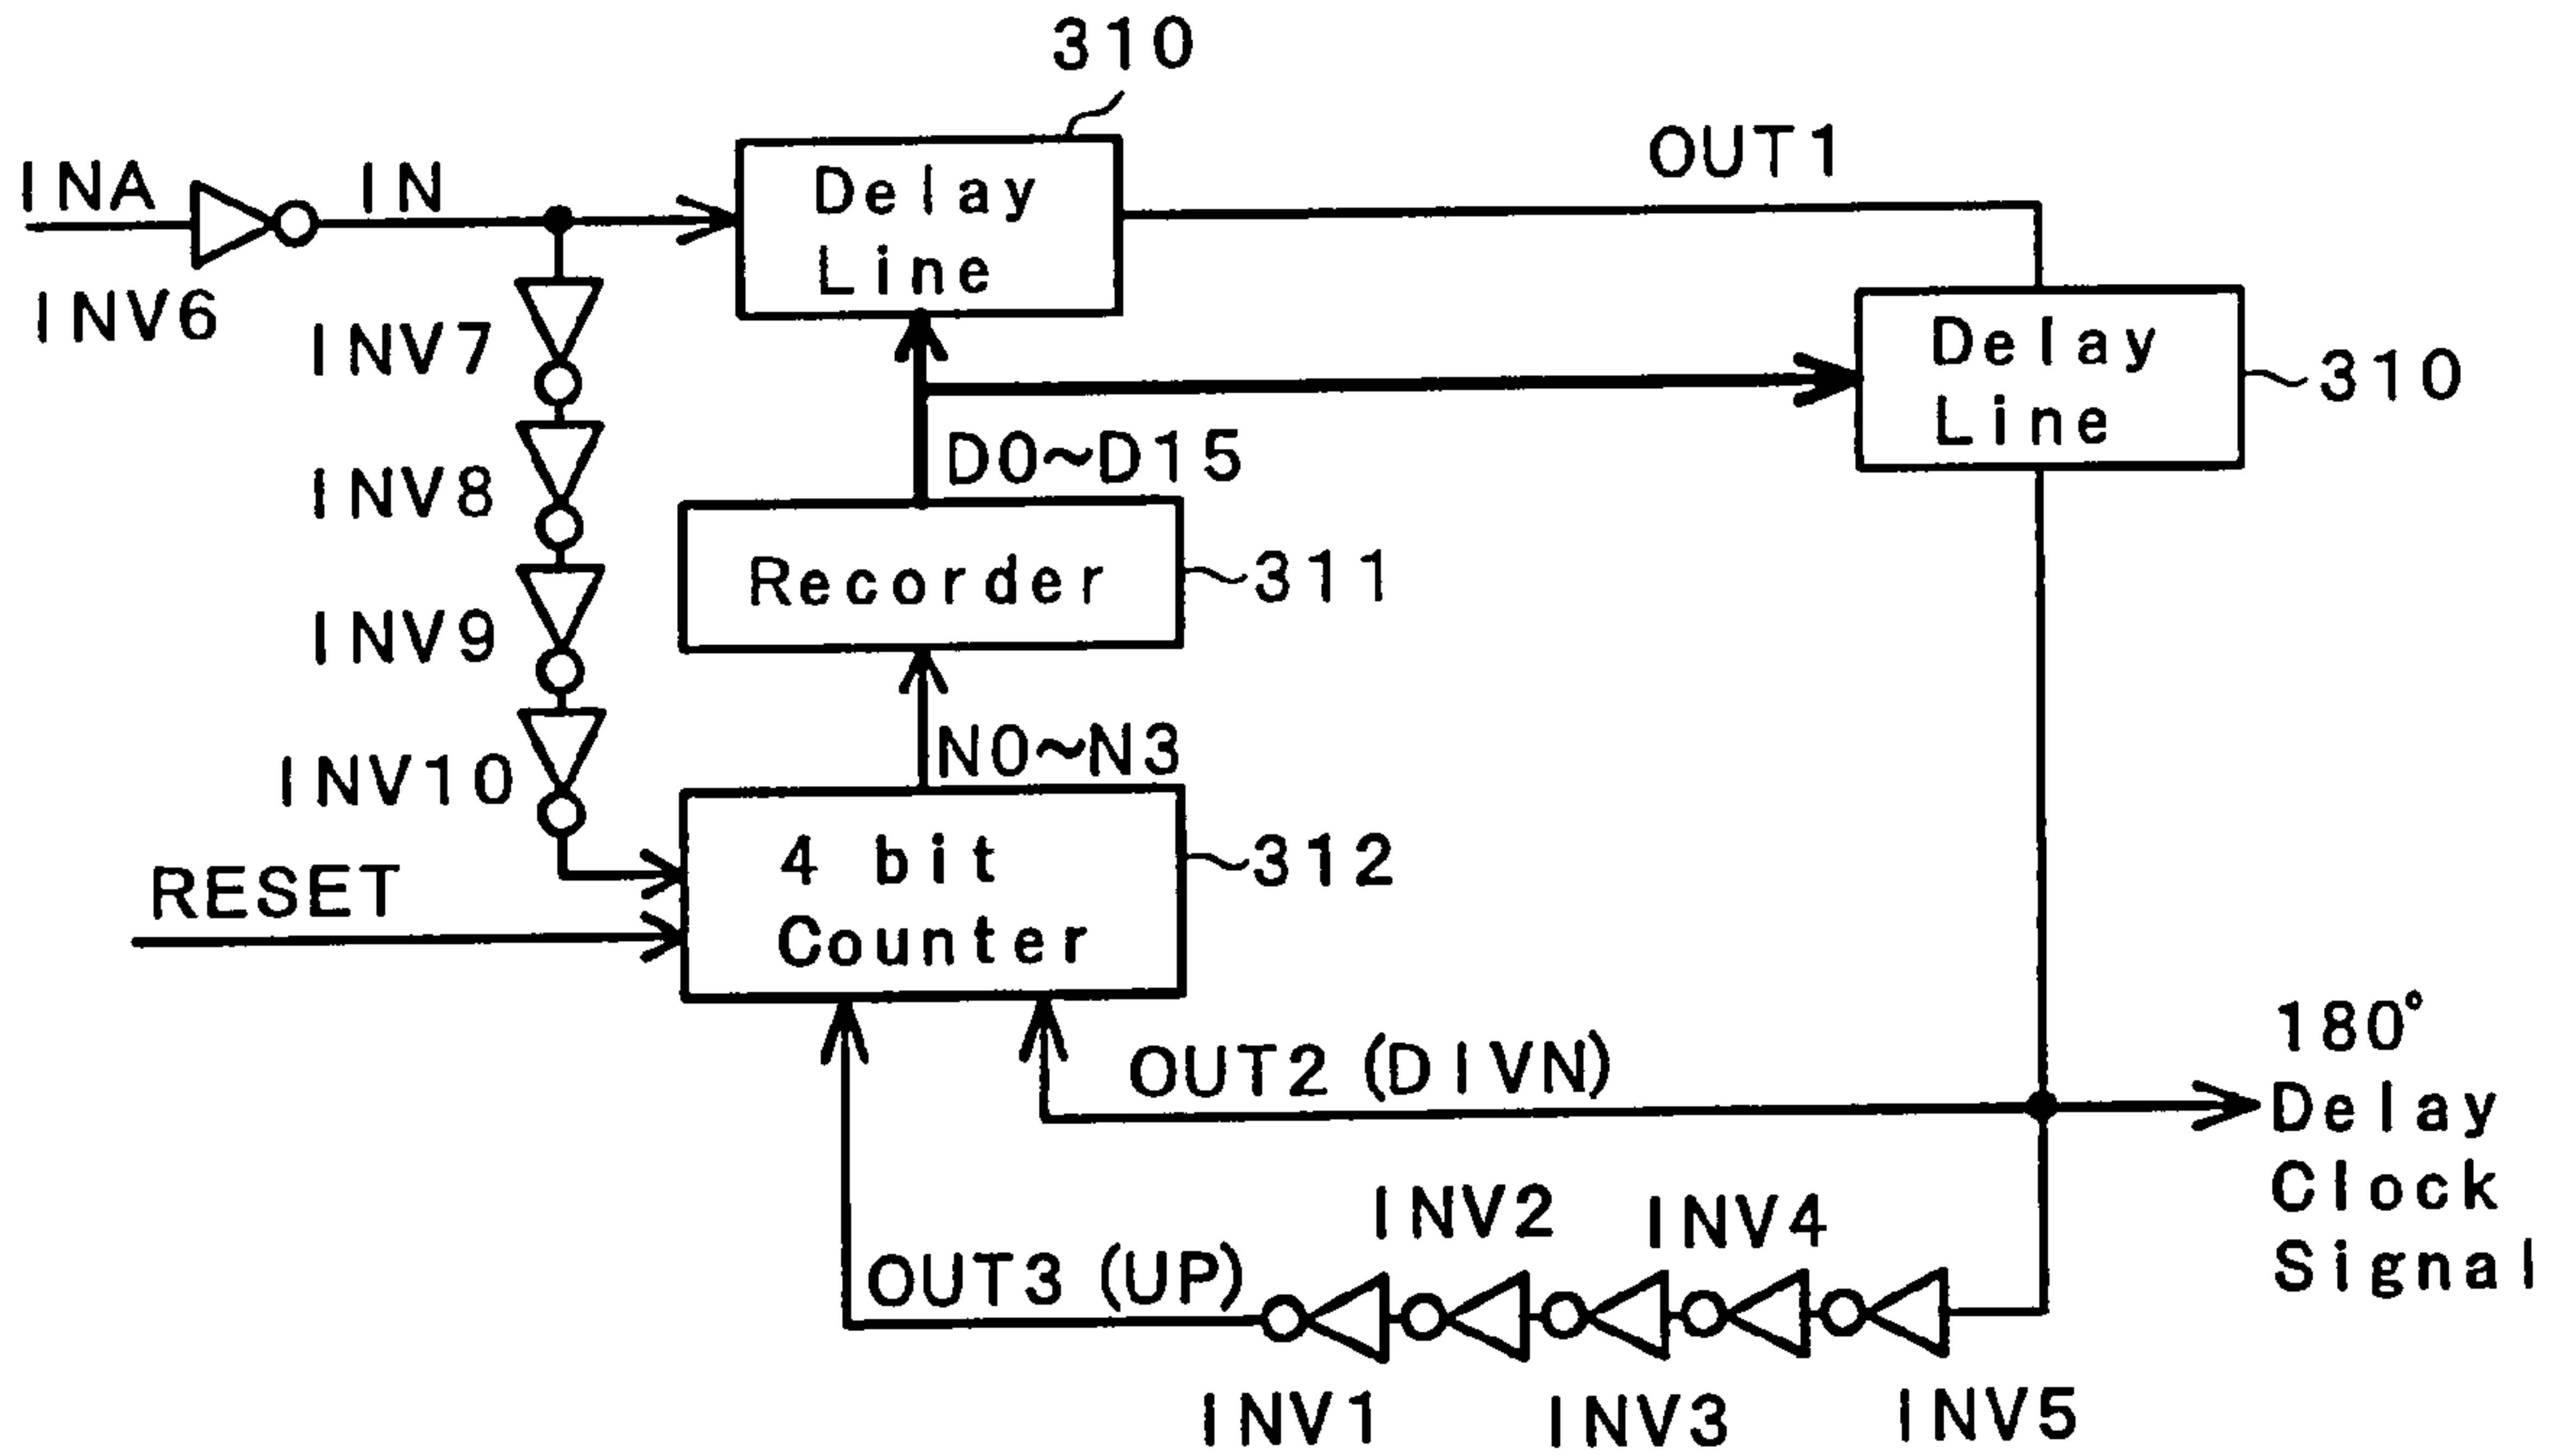 310
INA
IN
Delay
Line
OUT1
INV6
INV7
Delay
Line
310
D0~D15
INV8
Recorder
311
INV9
N0~N3
INV10
4 bit
Counter
312
RESET
OUT2 (DIVN)
180°
Delay
Clock
Signal
INV2
INV4
OUT3 (UP)
INV1
INV3
INV5